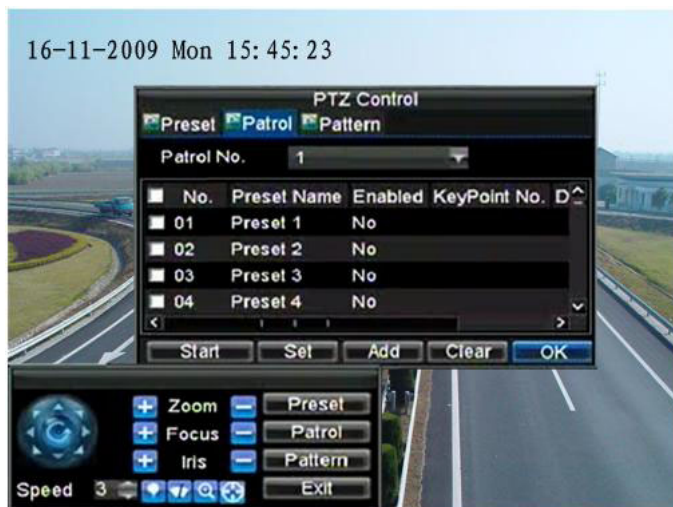 16-11-2009 Mon 15:45:23
PTZ Control
Preset Patrol Pattern
Patrol No. 1
No. Preset Name Enabled KeyPoint No. D
01 Preset 1 No
02 Preset 2 No
03 Preset 3 No
04 Preset 4 No
Start Set Add Clear OK
Zoom Preset
Focus Patrol
Iris Pattern
Speed 3 Exit